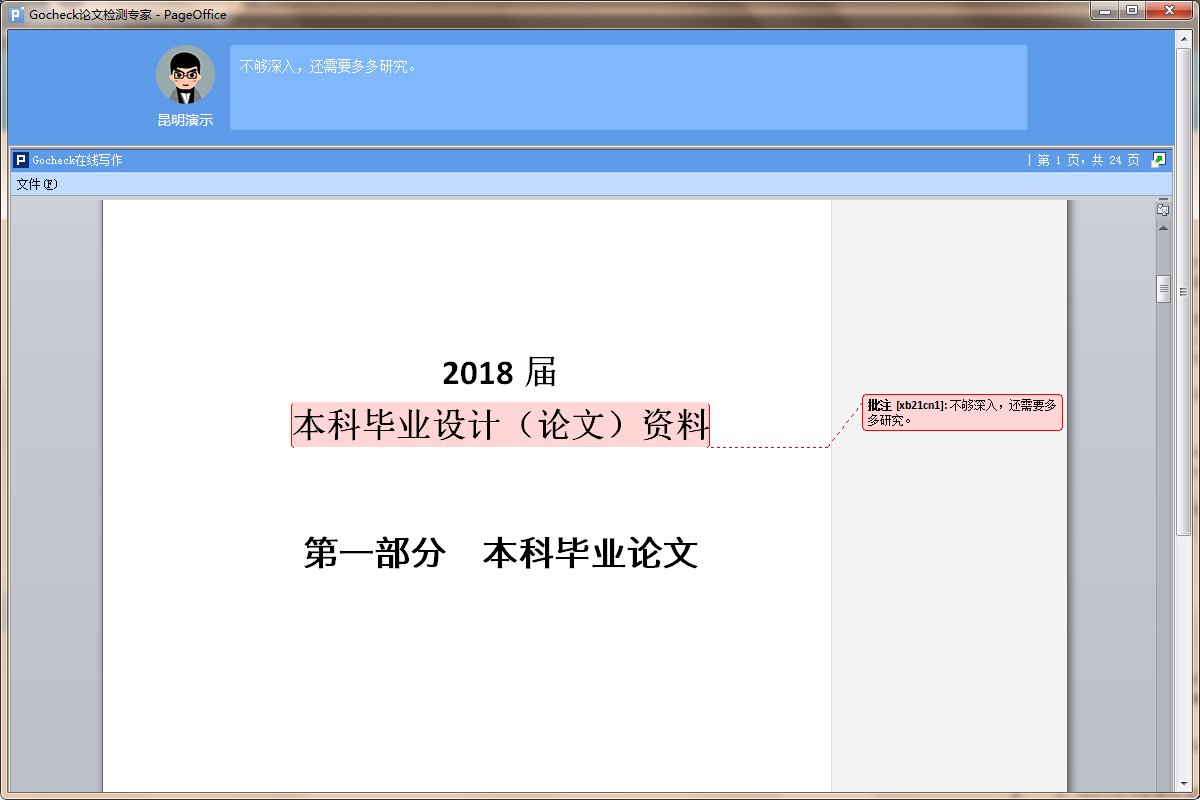 Gocheck论文检测专家 - PageOffice
不够深入，还需要多多研究。
昆明演示
Gocheck在线写作
| 第 1 页，共 24 页
文件(F)
2018 届
本科毕业设计（论文）资料
批注 [xb21cn1]: 不够深入，还需要多
多研究。
第一部分 本科毕业论文